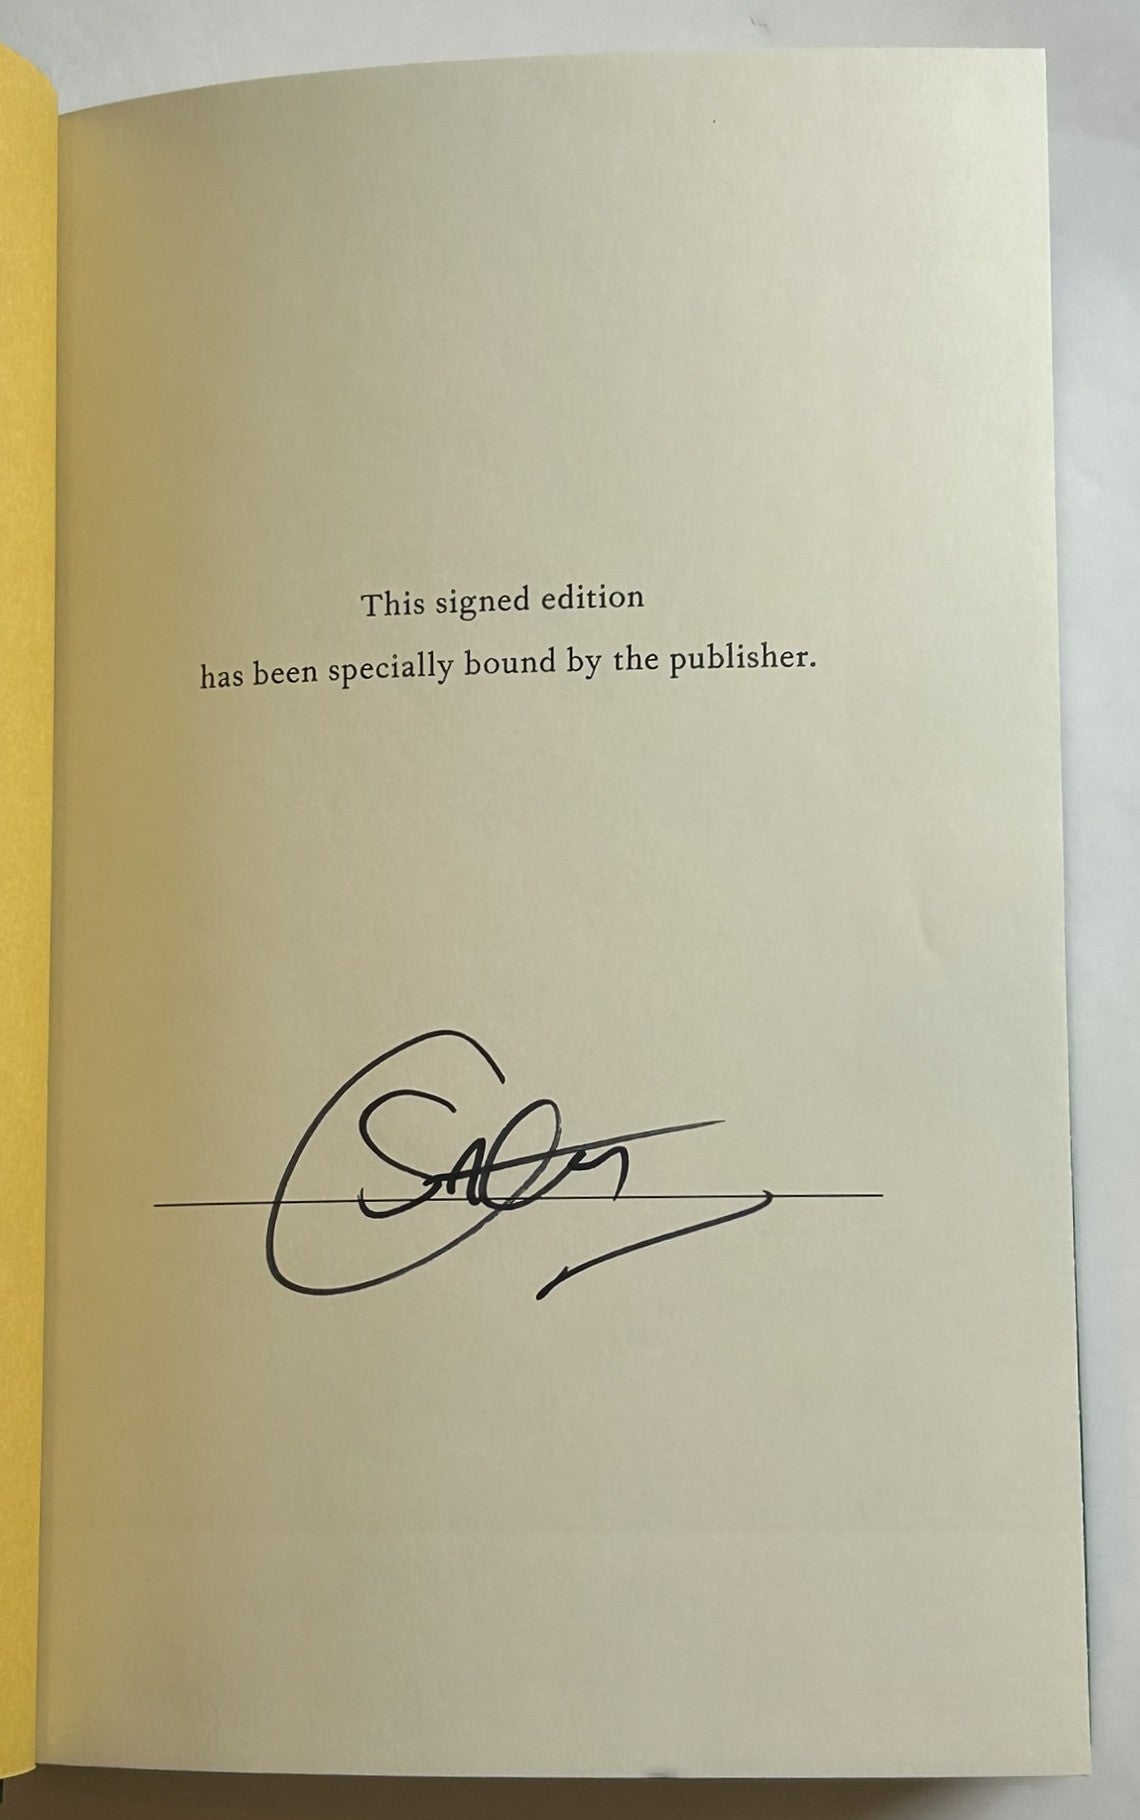 This signed edition
has been specially bound by the publisher.